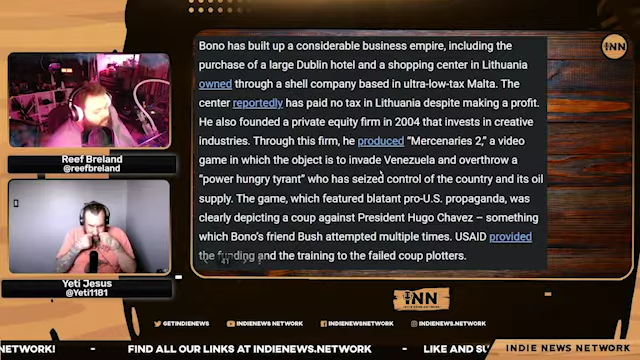 Bono has built up a considerable business empire, including the
purchase of a large Dublin hotel and a shopping center in Lithuania
owned through a shell company based in ultra-low-tax Malta. The
center reportedly has paid no tax in Lithuania despite making a profit.
He also founded a private equity firm in 2004 that invests in creative
industries. Through this firm, he produced “Mercenaries 2,” a video
game in which the object is to invade Venezuela and overthrow a
“power hungry tyrant” who has seized control of the country and its oil
supply. The game, which featured blatant pro-U.S. propaganda, was
clearly depicting a coup against President Hugo Chavez – something
which Bono’s friend Bush attempted multiple times. USAID provided
the funding and the training to the failed coup plotters.
INN
Reef Breland
@reefbreland
Yeti Jesus
@Yeti1181
INN
GETINDIENEWS
INDIENEWS NETWORK
INDIENEWS.NETWORK
INDIENEWS.NETWORK
NETWORK! - FIND ALL OUR LINKS AT INDIENEWS.NETWORK - LIKE AND
INDIE NEWS NETWORK